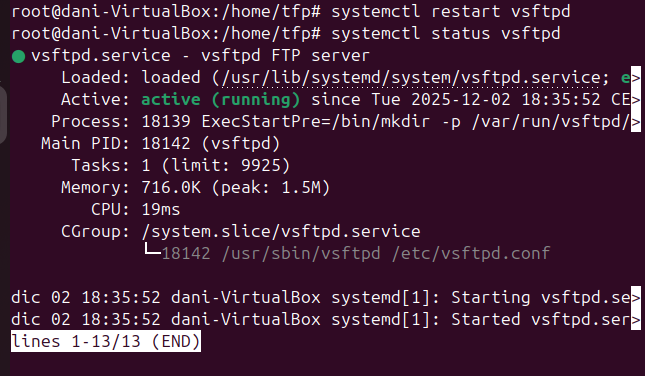 root@dani-VirtualBox:/home/tfp# systemctl restart vsftpd
root@dani-VirtualBox:/home/tfp# systemctl status vsftpd
● vsftpd.service - vsftpd FTP server
     Loaded: loaded (/usr/lib/systemd/system/vsftpd.service; e>
     Active: active (running) since Tue 2025-12-02 18:35:52 CE>
    Process: 18139 ExecStartPre=/bin/mkdir -p /var/run/vsftpd/>
   Main PID: 18142 (vsftpd)
      Tasks: 1 (limit: 9925)
     Memory: 716.0K (peak: 1.5M)
        CPU: 19ms
     CGroup: /system.slice/vsftpd.service
             └─18142 /usr/sbin/vsftpd /etc/vsftpd.conf
dic 02 18:35:52 dani-VirtualBox systemd[1]: Starting vsftpd.se>
dic 02 18:35:52 dani-VirtualBox systemd[1]: Started vsftpd.ser>
lines 1-13/13 (END)